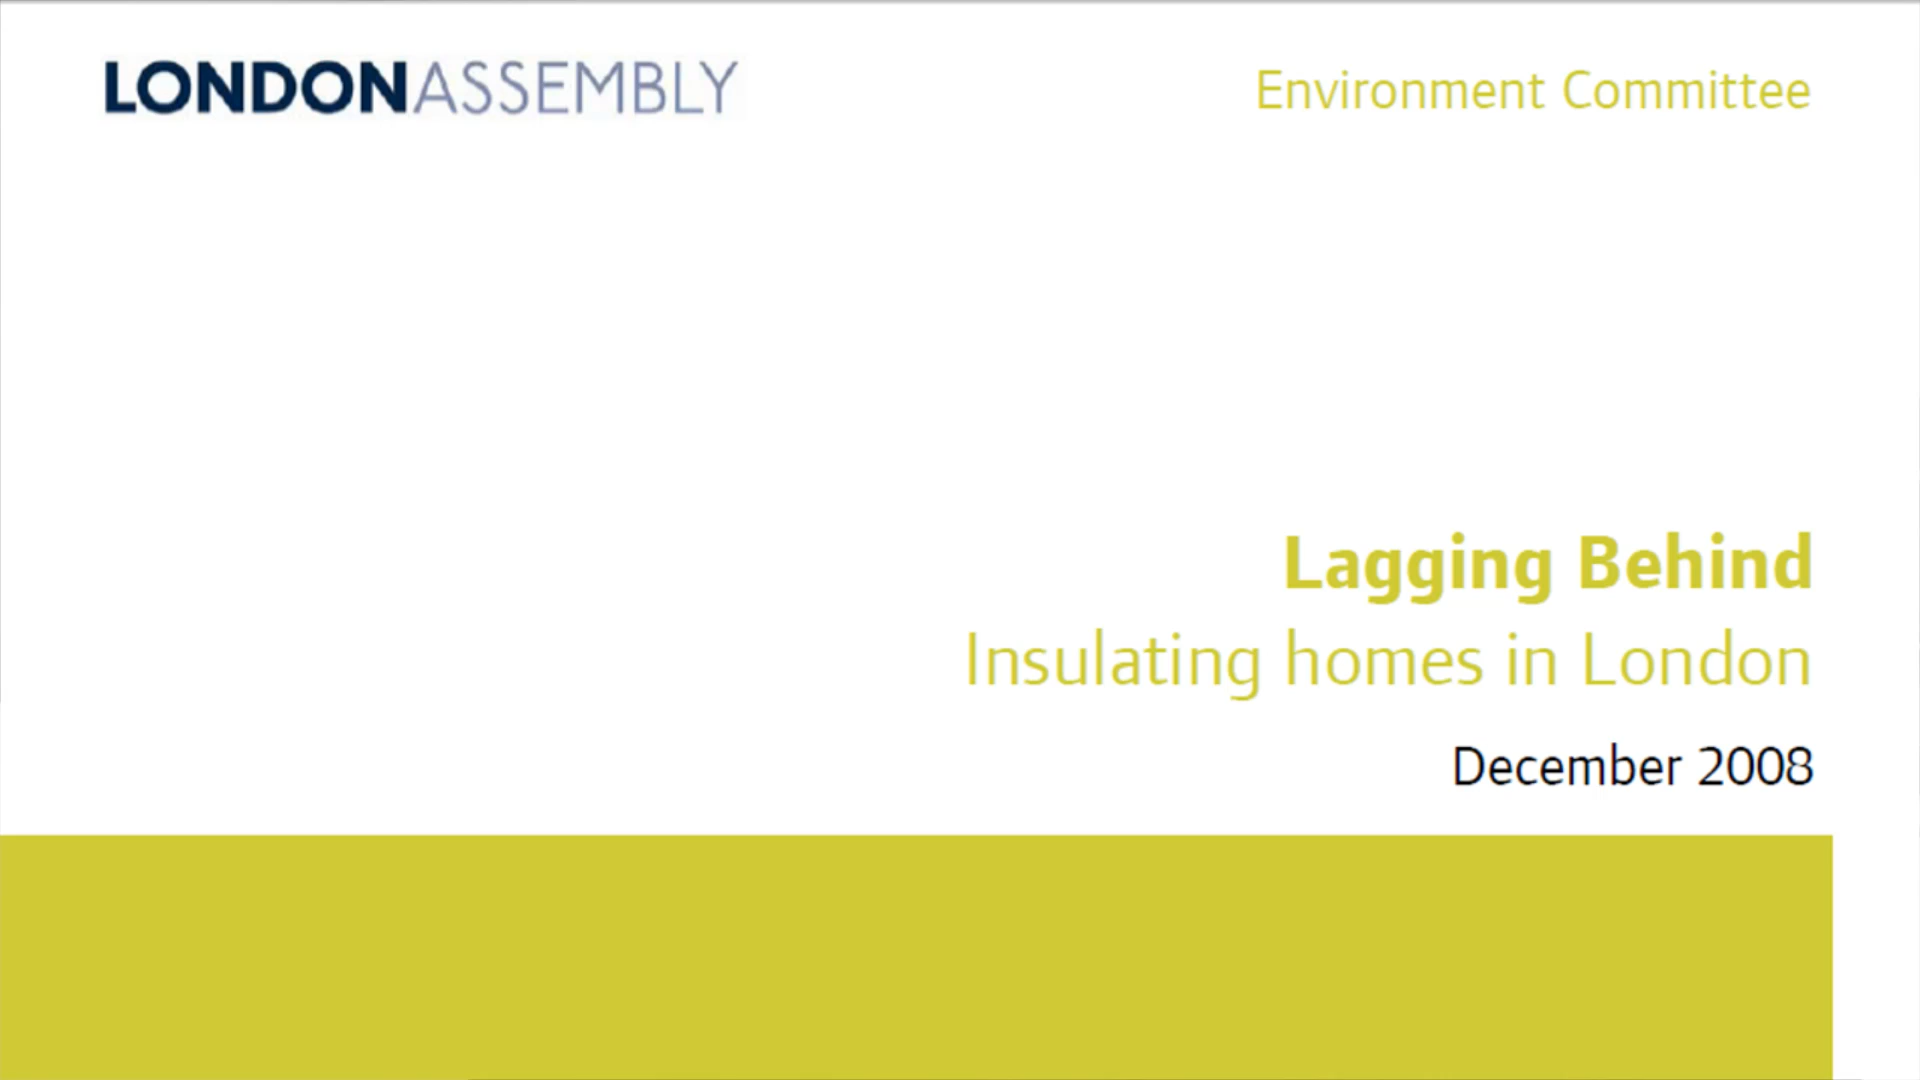 LONDONASSEMBLY
Environment Committee
Lagging Behind
Insulating homes in London
December 2008